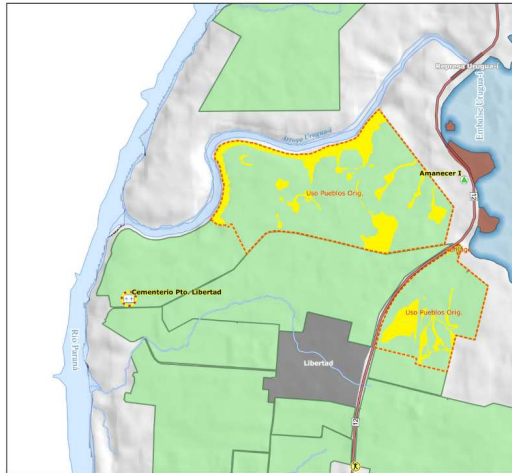 Represa Urugua-i
Embalse Urugua-i
Arroyo Urugua-i
Amanecer I
Uso Pueblos Orig.
12
Cementerio Pto. Libertad
Uso Pueblos Orig.
Río Paraná
Libertad
12